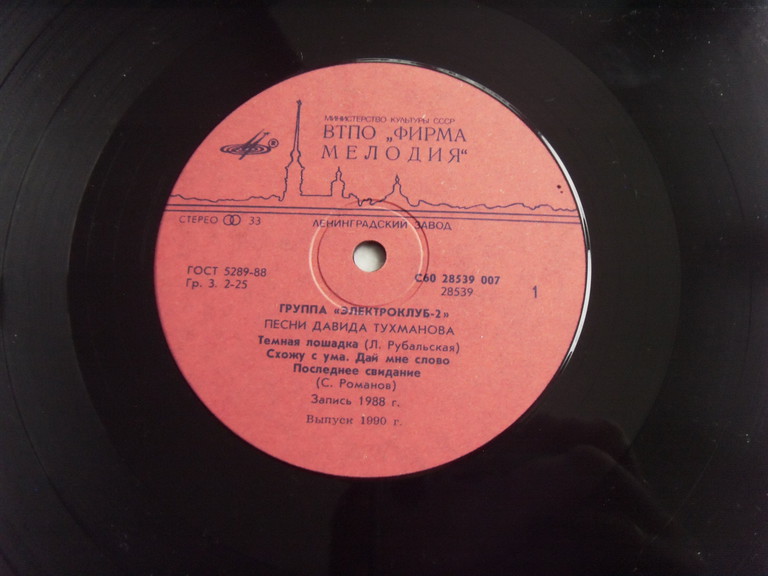 МИНИСТЕРСТВО КУЛЬТУРЫ СССР
ВТПО „ФИРМА
МЕЛОДИЯ“
СТЕРЕО 33
ЛЕНИНГРАДСКИЙ ЗАВОД
ГОСТ 5289-88
Гр. 3. 2-25
С60 28539 007
28539
1
ГРУППА «ЭЛЕКТРОКЛУБ-2»
ПЕСНИ ДАВИДА ТУХМАНОВА
Темная лошадка (Л. Рубальская)
Схожу с ума. Дай мне слово
Последнее свидание
(С. Романов)
Запись 1988 г.
Выпуск 1990 г.